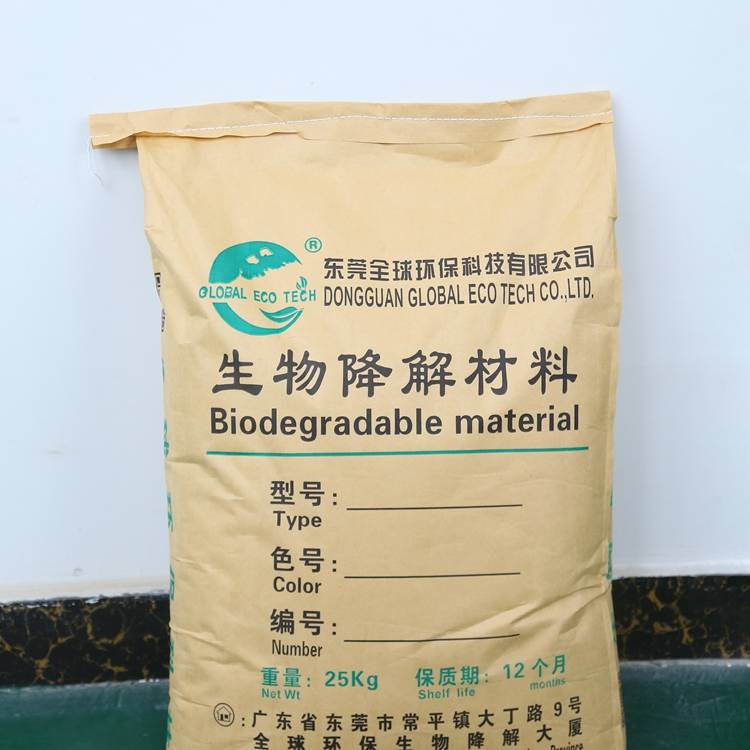 ®
东莞全球环保科技有限公司
GLOBAL ECO TECH
DONGGUAN GLOBAL ECO TECH CO.,LTD.
生物降解材料
Biodegradable material
型号:
Type
色号:
Color
编号:
Number
重量: 25Kg 保质期: 12个月
Net Wt Shelf life months
:广东省东莞市常平镇大丁路9号
全球环保生物降解大厦
Province